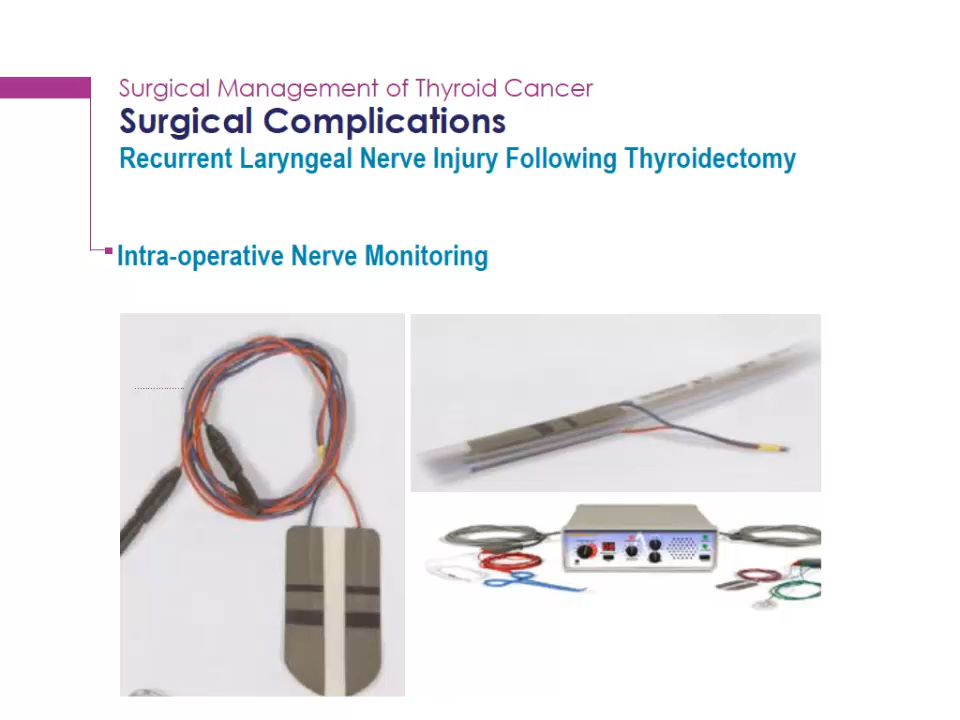 Surgical Management of Thyroid Cancer
Surgical Complications
Recurrent Laryngeal Nerve Injury Following Thyroidectomy
Intra-operative Nerve Monitoring